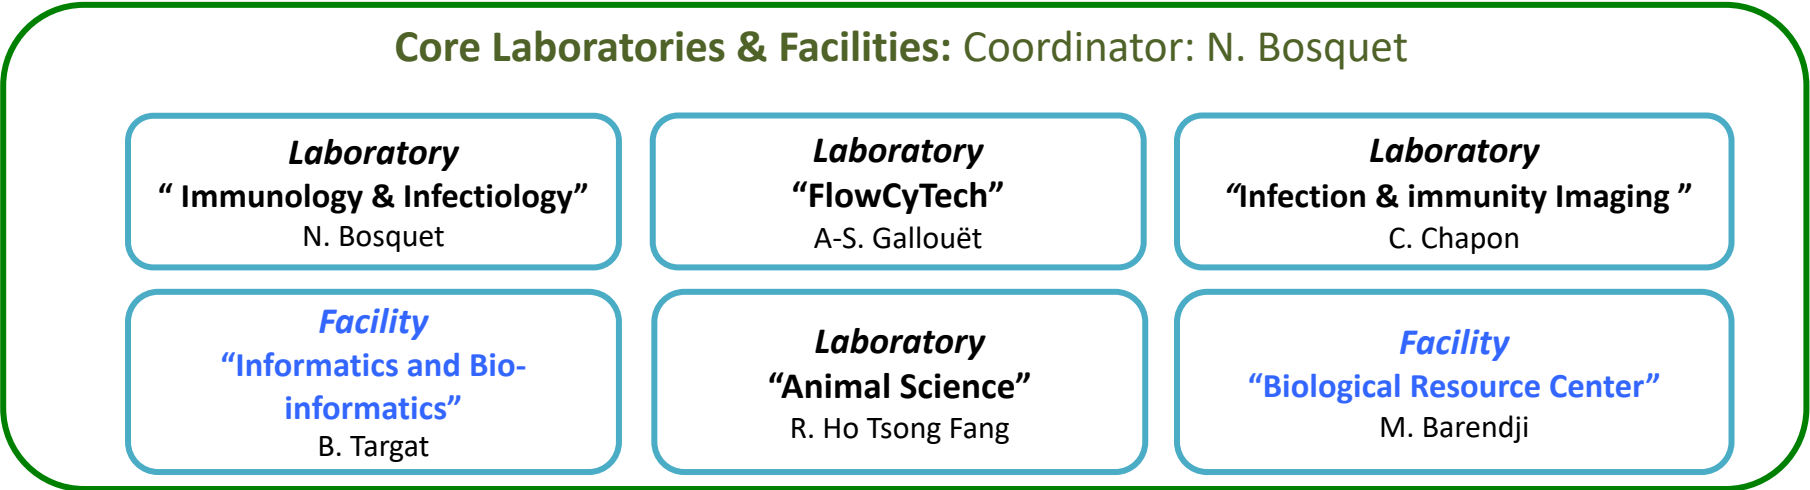 Core Laboratories & Facilities: Coordinator: N. Bosquet
Laboratory
“ Immunology & Infectiology”
N. Bosquet
Laboratory
“FlowCyTech”
A-S. Gallouët
Laboratory
“Infection & immunity Imaging ”
C. Chapon
Facility
“Informatics and Bio-
informatics”
B. Targat
Laboratory
“Animal Science”
R. Ho Tsong Fang
Facility
“Biological Resource Center”
M. Barendji